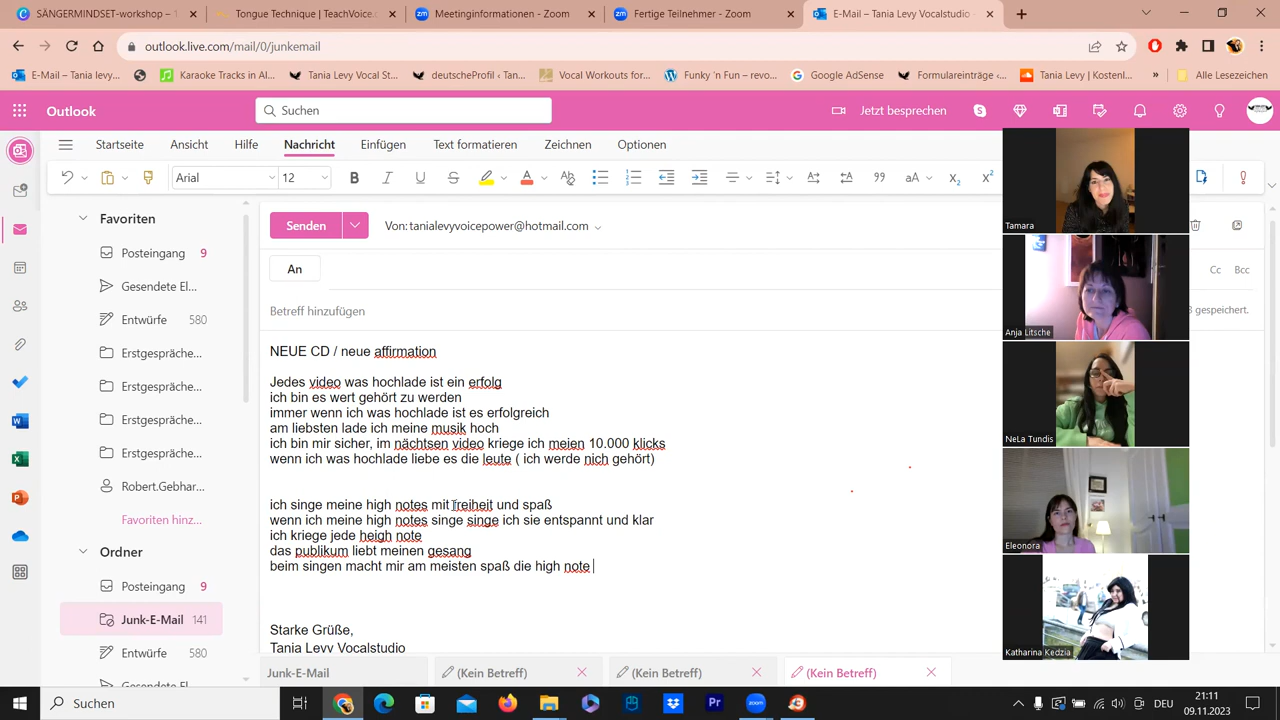 SÄNGERMINDSET-workshop -
Tongue Technique | TeachVoice.c
Meetinginformationen - Zoom
Fertige Teilnehmer - Zoom
E-Mail – Tania Levy Vocalstudio -
outlook.live.com/mail/0/junkemail
E-Mail – Tania levy...
Karaoke Tracks in Al...
Tania Levy Vocal St...
deutscheProfil ‹ Tan...
Vocal Workouts for...
Funky 'n Fun – revo...
Google AdSense
Formulareinträge ‹...
Tania Levy | Kostenl...
»
Alle Lesezeichen
Outlook
Suchen
Jetzt besprechen
Startseite
Ansicht
Hilfe
Nachricht
Einfügen
Text formatieren
Zeichnen
Optionen
Arial
12
Favoriten
Posteingang 9
Gesendete El...
Entwürfe 580
Erstgespräche...
Erstgespräche...
Erstgespräche...
Erstgespräche...
Robert.Gebhar...
Favoriten hinz...
Ordner
Posteingang 9
Junk-E-Mail 141
Entwürfe 580
Gesendete Elem...
Senden
Von: tanialevyvoicepower@hotmail.com
An
Cc Bcc
Betreff hinzufügen
gespeichert.
NEUE CD / neue affirmation
Jedes video was hochlade ist ein erfolg
ich bin es wert gehört zu werden
immer wenn ich was hochlade ist es erfolgreich
am liebsten lade ich meine musik hoch
ich bin mir sicher, im nächtsen video kriege ich meien 10.000 klicks
wenn ich was hochlade liebe es die leute ( ich werde nich gehört)
ich singe meine high notes mit freiheit und spaß
wenn ich meine high notes singe singe ich sie entspannt und klar
ich kriege jede heigh note
das publikum liebt meinen gesang
beim singen macht mir am meisten spaß die high note
Starke Grüße,
Tania Levy Vocalstudio
Junk-E-Mail
(Kein Betreff)
(Kein Betreff)
(Kein Betreff)
Tamara
Anja Litsche
NeLa Tundis
Eleonora
Katharina Kedzia
Suchen
DEU
21:11
09.11.2023